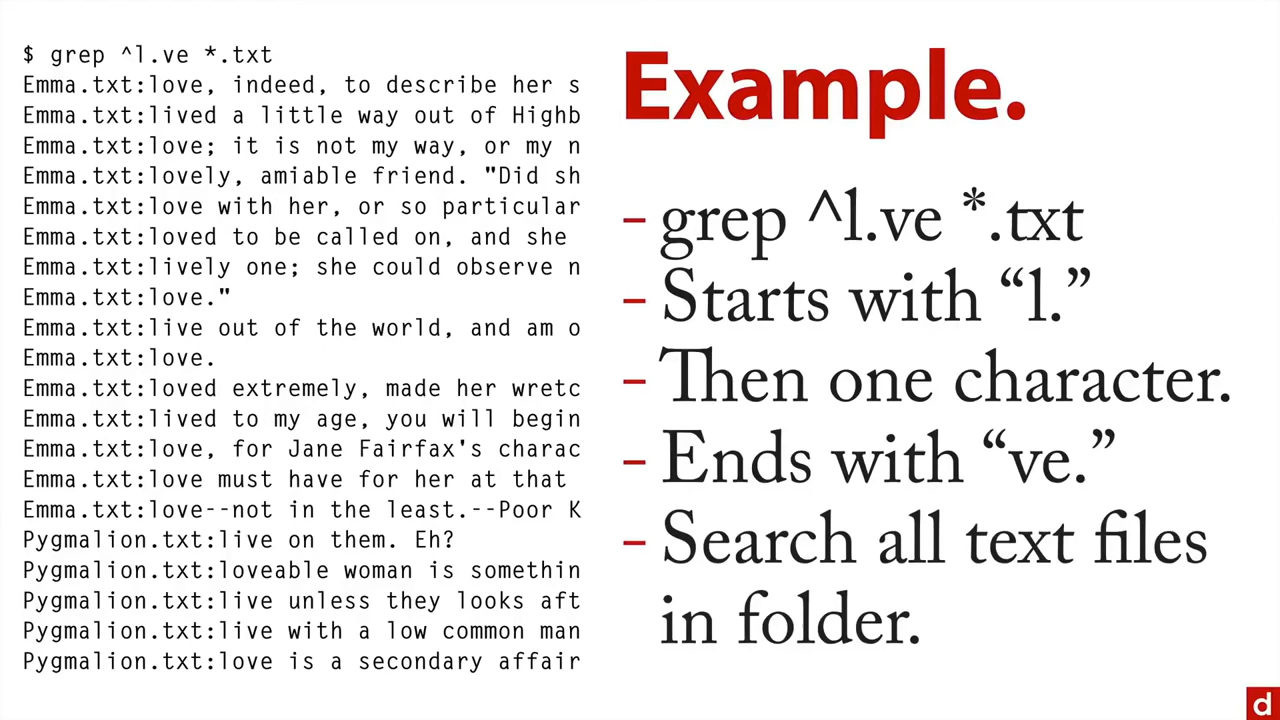 $ grep ^l.ve *.txt
Emma.txt:love, indeed, to describe her s
Emma.txt:lived a little way out of Highb
Emma.txt:love; it is not my way, or my n
Emma.txt:lovely, amiable friend. "Did sh
Emma.txt:love with her, or so particular
Emma.txt:loved to be called on, and she
Emma.txt:lively one; she could observe n
Emma.txt:love."
Emma.txt:live out of the world, and am o
Emma.txt:love.
Emma.txt:loved extremely, made her wretc
Emma.txt:lived to my age, you will begin
Emma.txt:love, for Jane Fairfax's charac
Emma.txt:love must have for her at that
Emma.txt:love--not in the least.--Poor K
Pygmalion.txt:live on them. Eh?
Pygmalion.txt:loveable woman is somethin
Pygmalion.txt:live unless they looks aft
Pygmalion.txt:live with a low common man
Pygmalion.txt:love is a secondary affair
Example.
– grep ^l.ve *.txt
– Starts with “l.”
– Then one character.
– Ends with “ve.”
– Search all text files
in folder.
d